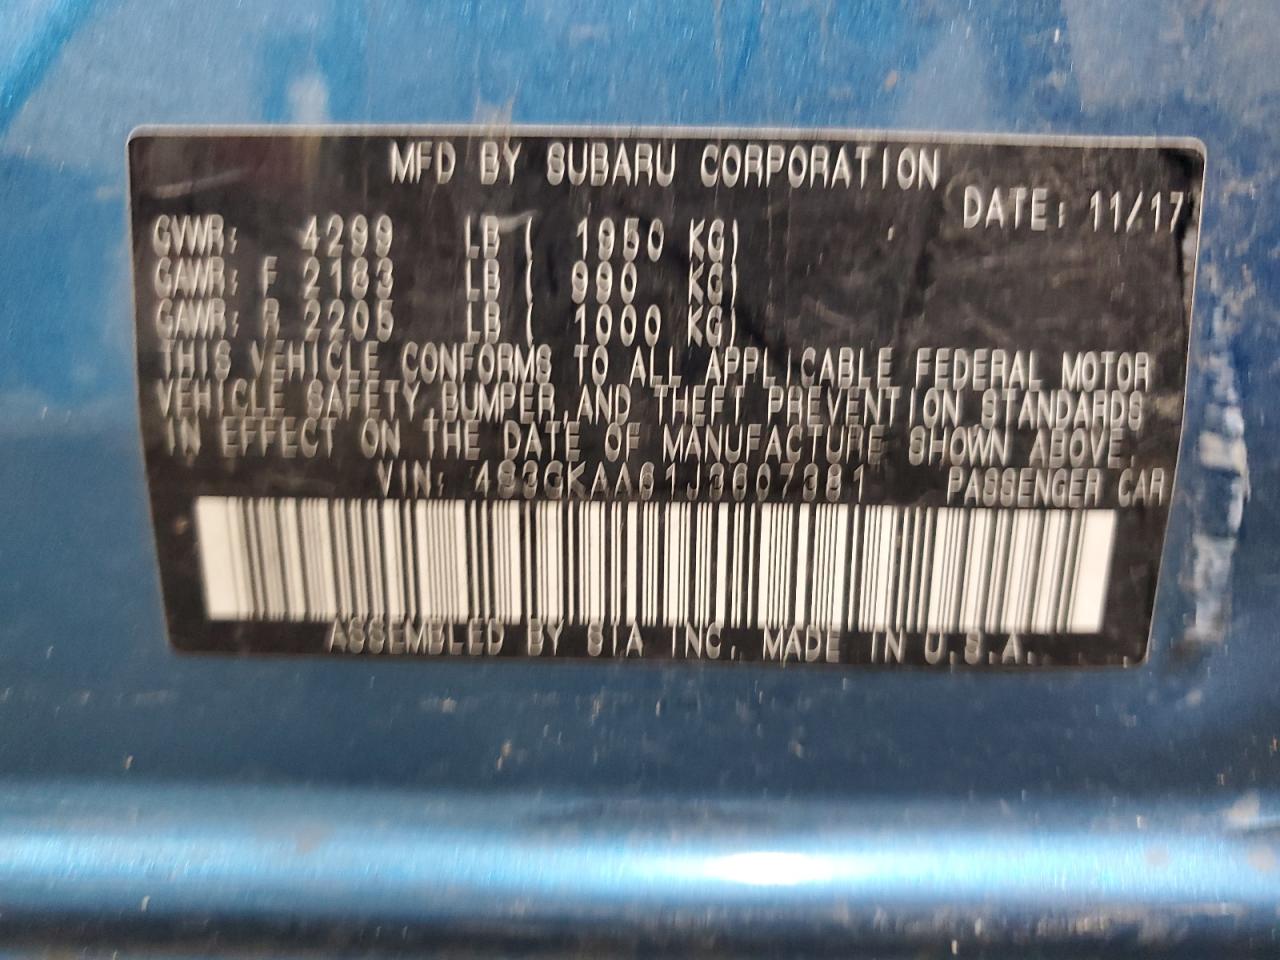 MFD BY SUBARU CORPORATION
DATE: 11/17
GVWR: 4299 LB ( 1950 KG)
GAWR: F 2183 LB ( 990 KG)
GAWR: R 2205 LB ( 1000 KG)
THIS VEHICLE CONFORMS TO ALL APPLICABLE FEDERAL MOTOR
VEHICLE SAFETY,BUMPER,AND THEFT PREVENTION STANDARDS
IN EFFECT ON THE DATE OF MANUFACTURE SHOWN ABOVE.
VIN: 4S3GKAA61J3607381 PASSENGER CAR
ASSEMBLED BY SIA INC. MADE IN U.S.A.